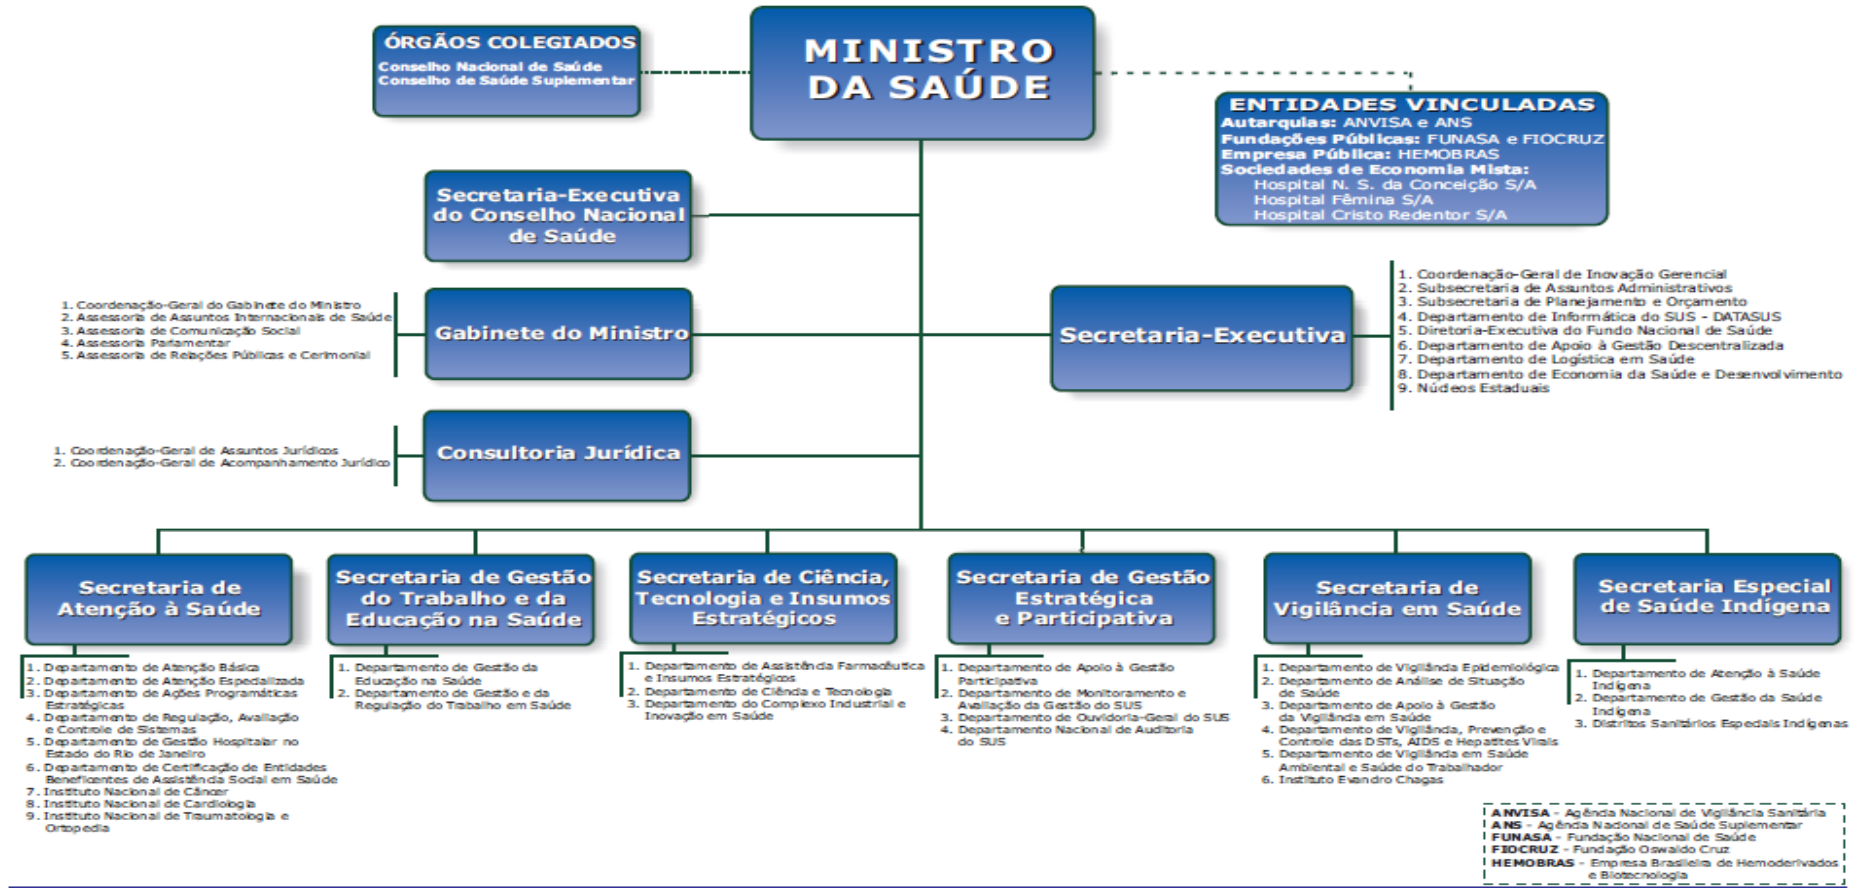 ÓRGÃOS COLEGIADOS
Conselho Nacional de Saúde
Conselho de Saúde Suplementar
MINISTRO
DA SAÚDE
ENTIDADES VINCULADAS
Autarquias: ANVISA e ANS
Fundações Públicas: FUNASA e FIOCRUZ
Empresa Pública: HEMOBRAS
Sociedades de Economia Mista:
Hospital N. S. da Conceição S/A
Hospital Fêmina S/A
Hospital Cristo Redentor S/A
Secretaria-Executiva
do Conselho Nacional
de Saúde
1. Coordenação-Geral do Gabinete do Ministro
2. Assessoria de Assuntos Internacionais de Saúde
3. Assessoria de Comunicação Social
4. Assessoria Parlamentar
5. Assessoria de Relações Públicas e Cerimonial
Gabinete do Ministro
Secretaria-Executiva
1. Coordenação-Geral de Inovação Gerencial
2. Subsecretaria de Assuntos Administrativos
3. Subsecretaria de Planejamento e Orçamento
4. Departamento de Informática do SUS - DATASUS
5. Diretoria-Executiva do Fundo Nacional de Saúde
6. Departamento de Apoio à Gestão Descentralizada
7. Departamento de Logística em Saúde
8. Departamento de Economia da Saúde e Desenvolvimento
9. Núcleos Estaduais
1. Coordenação-Geral de Assuntos Jurídicos
2. Coordenação-Geral de Acompanhamento Jurídico
Consultoria Jurídica
Secretaria de
Atenção à Saúde
1. Departamento de Atenção Básica
2. Departamento de Atenção Especializada
3. Departamento de Ações Programáticas
Estratégicas
4. Departamento de Regulação, Avaliação
e Controle de Sistemas
5. Departamento de Gestão Hospitalar no
Estado do Rio de Janeiro
6. Departamento de Certificação de Entidades
Beneficentes de Assistência Social em Saúde
7. Instituto Nacional de Câncer
8. Instituto Nacional de Cardiologia
9. Instituto Nacional de Traumatologia e
Ortopedia
Secretaria de Gestão
do Trabalho e da
Educação na Saúde
1. Departamento de Gestão da
Educação na Saúde
2. Departamento de Gestão e da
Regulação do Trabalho em Saúde
Secretaria de Ciência,
Tecnologia e Insumos
Estratégicos
1. Departamento de Assistência Farmacêutica
e Insumos Estratégicos
2. Departamento de Ciência e Tecnologia
3. Departamento do Complexo Industrial e
Inovação em Saúde
Secretaria de Gestão
Estratégica
e Participativa
1. Departamento de Apoio à Gestão
Participativa
2. Departamento de Monitoramento e
Avaliação da Gestão do SUS
3. Departamento de Ouvidoria-Geral do SUS
4. Departamento Nacional de Auditoria
do SUS
Secretaria de
Vigilância em Saúde
1. Departamento de Vigilância Epidemiológica
2. Departamento de Análise de Situação
de Saúde
3. Departamento de Apoio à Gestão
da Vigilância em Saúde
4. Departamento de Vigilância, Prevenção e
Controle das DSTs, AIDS e Hepatites Virais
5. Departamento de Vigilância em Saúde
Ambiental e Saúde do Trabalhador
6. Instituto Evandro Chagas
Secretaria Especial
de Saúde Indígena
1. Departamento de Atenção à Saúde
Indígena
2. Departamento de Gestão da Saúde
Indígena
3. Distritos Sanitários Especiais Indígenas
ANVISA - Agência Nacional de Vigilância Sanitária
ANS - Agência Nacional de Saúde Suplementar
FUNASA - Fundação Nacional de Saúde
FIOCRUZ - Fundação Oswaldo Cruz
HEMOBRAS - Empresa Brasileira de Hemoderivados
e Biotecnologia